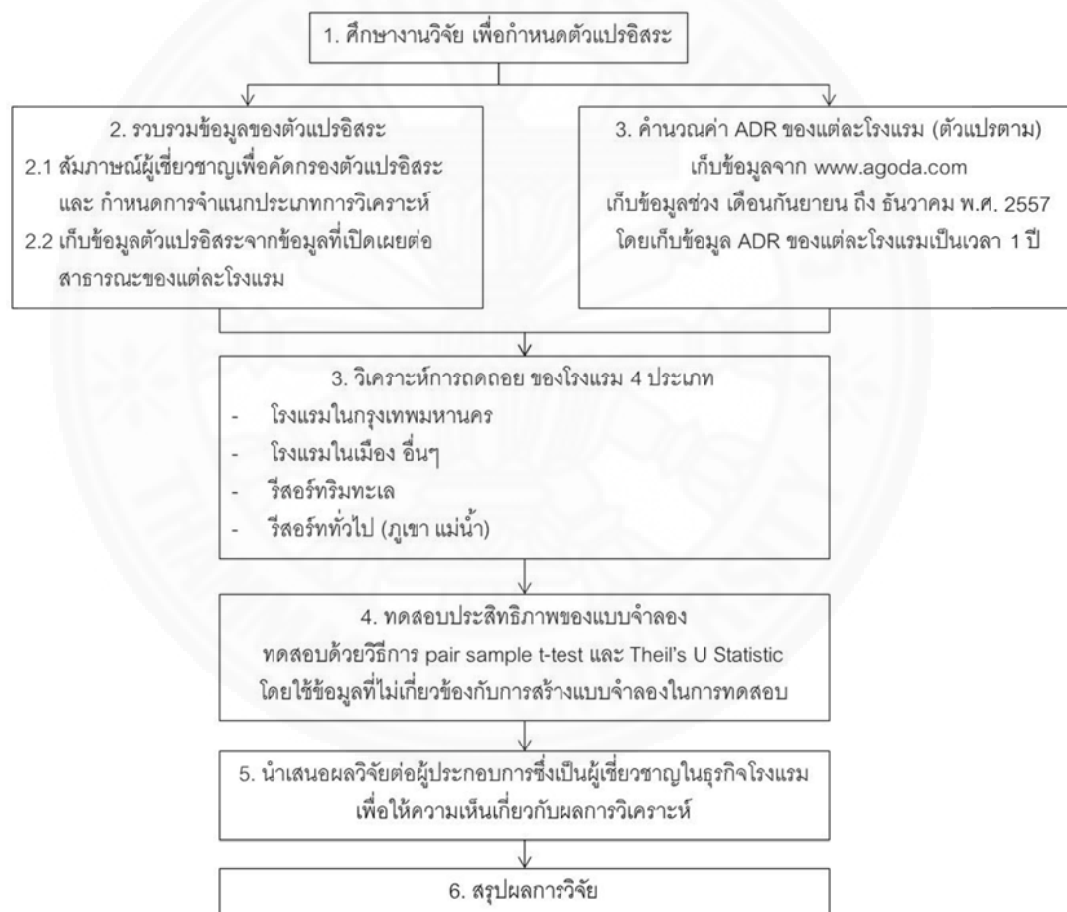 1. ศึกษางานวิจัย เพื่อกำหนดตัวแปรอิสระ
2. รวบรวมข้อมูลของตัวแปรอิสระ
2.1 สัมภาษณ์ผู้เชี่ยวชาญเพื่อคัดกรองตัวแปรอิสระ
และ กำหนดการจำแนกประเภทการวิเคราะห์
2.2 เก็บข้อมูลตัวแปรอิสระจากข้อมูลที่เปิดเผยต่อ
สาธารณะของแต่ละโรงแรม
3. คำนวณค่า ADR ของแต่ละโรงแรม (ตัวแปรตาม)
เก็บข้อมูลจาก www.agoda.com
เก็บข้อมูลช่วง เดือนกันยายน ถึง ธันวาคม พ.ศ. 2557
โดยเก็บข้อมูล ADR ของแต่ละโรงแรมเป็นเวลา 1 ปี
3. วิเคราะห์การถดถอย ของโรงแรม 4 ประเภท
- โรงแรมในกรุงเทพมหานคร
- โรงแรมในเมือง อื่นๆ
- รีสอร์ทริมทะเล
- รีสอร์ททั่วไป (ภูเขา แม่น้ำ)
4. ทดสอบประสิทธิภาพของแบบจำลอง
ทดสอบด้วยวิธีการ pair sample t-test และ Theil's U Statistic
โดยใช้ข้อมูลที่ไม่เกี่ยวข้องกับการสร้างแบบจำลองในการทดสอบ
5. นำเสนอผลวิจัยต่อผู้ประกอบการซึ่งเป็นผู้เชี่ยวชาญในธุรกิจโรงแรม
เพื่อให้ความเห็นเกี่ยวกับผลการวิเคราะห์
6. สรุปผลการวิจัย